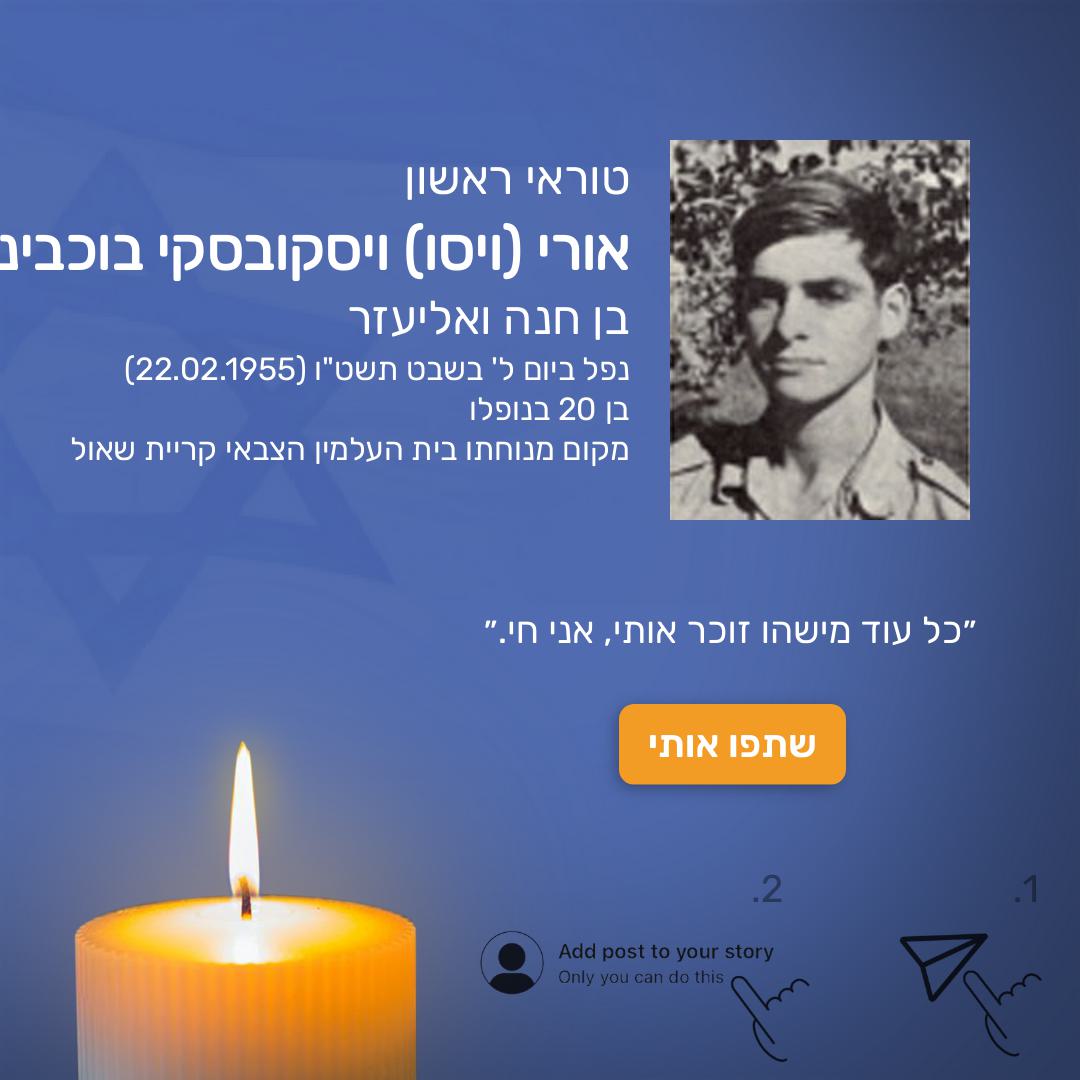 טוראי ראשון
אורי (ויסו) ויסקובסקי
בן חנה ואליעזר
נפל ביום ל' בשבט תשט"ו (22.02.1955)
בן 20 בנופלו
מקום מנוחתו בית העלמין הצבאי קריית שאול
״כל עוד מישהו זוכר אותי, אני חי.״
שתפו אותי
1.
2.
Add post to your story
Only you can do this